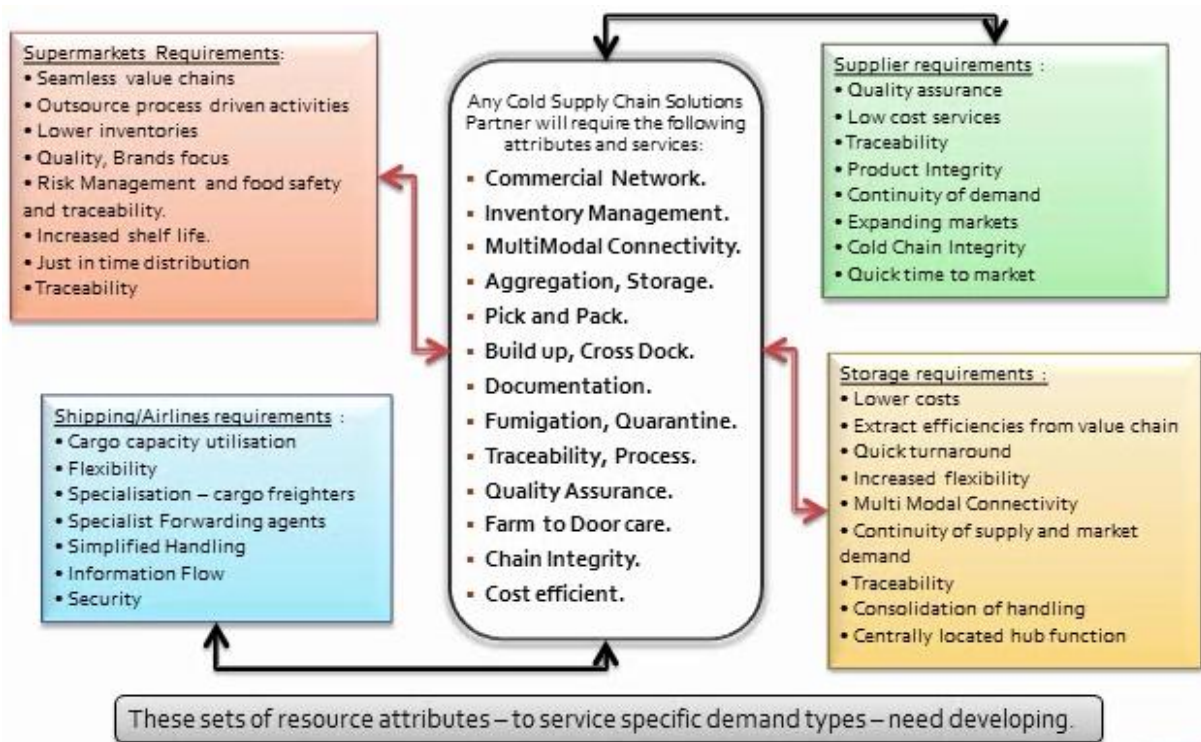 Supermarkets Requirements:
• Seamless value chains
• Outsource process driven activities
• Lower inventories
• Quality, Brands focus
• Risk Management and food safety
and traceability.
• Increased shelf life.
• Just in time distribution
• Traceability
Shipping/Airlines requirements :
• Cargo capacity utilisation
• Flexibility
• Specialisation – cargo freighters
• Specialist Forwarding agents
• Simplified Handling
• Information Flow
• Security
Any Cold Supply Chain Solutions
Partner will require the following
attributes and services:
▪ Commercial Network.
▪ Inventory Management.
▪ MultiModal Connectivity.
▪ Aggregation, Storage.
▪ Pick and Pack.
▪ Build up, Cross Dock.
▪ Documentation.
▪ Fumigation, Quarantine.
▪ Traceability, Process.
▪ Quality Assurance.
▪ Farm to Door care.
▪ Chain Integrity.
▪ Cost efficient.
Supplier requirements :
• Quality assurance
• Low cost services
• Traceability
• Product Integrity
• Continuity of demand
• Expanding markets
• Cold Chain Integrity
• Quick time to market
Storage requirements :
• Lower costs
• Extract efficiencies from value chain
• Quick turnaround
• Increased flexibility
• Multi Modal Connectivity
• Continuity of supply and market
demand
• Traceability
• Consolidation of handling
• Centrally located hub function
These sets of resource attributes – to service specific demand types – need developing.